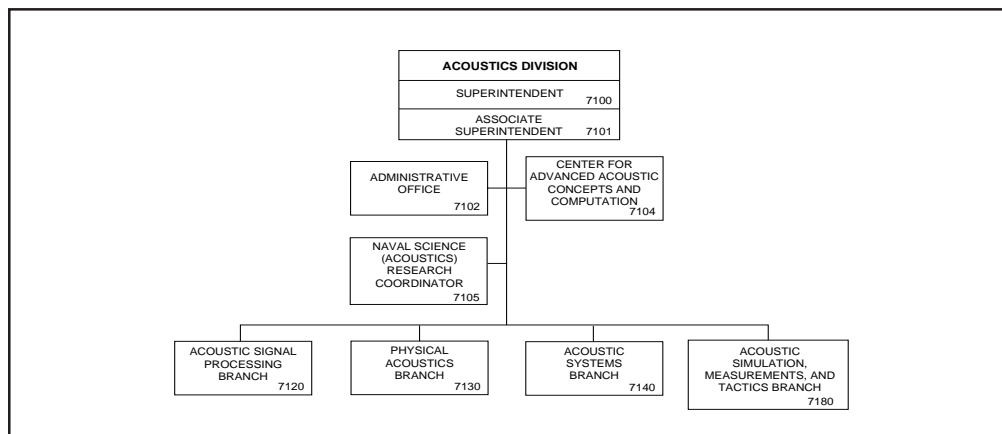 ACOUSTICS DIVISION
SUPERINTENDENT
7100
ASSOCIATE
SUPERINTENDENT
7101
ADMINISTRATIVE
OFFICE
7102
CENTER FOR
ADVANCED ACOUSTIC
CONCEPTS AND
COMPUTATION
7104
NAVAL SCIENCE
(ACOUSTICS)
RESEARCH
COORDINATOR
7105
ACOUSTIC SIGNAL
PROCESSING
BRANCH
7120
PHYSICAL
ACOUSTICS
BRANCH
7130
ACOUSTIC
SYSTEMS
BRANCH
7140
ACOUSTIC
SIMULATION,
MEASUREMENTS, AND
TACTICS BRANCH
7180